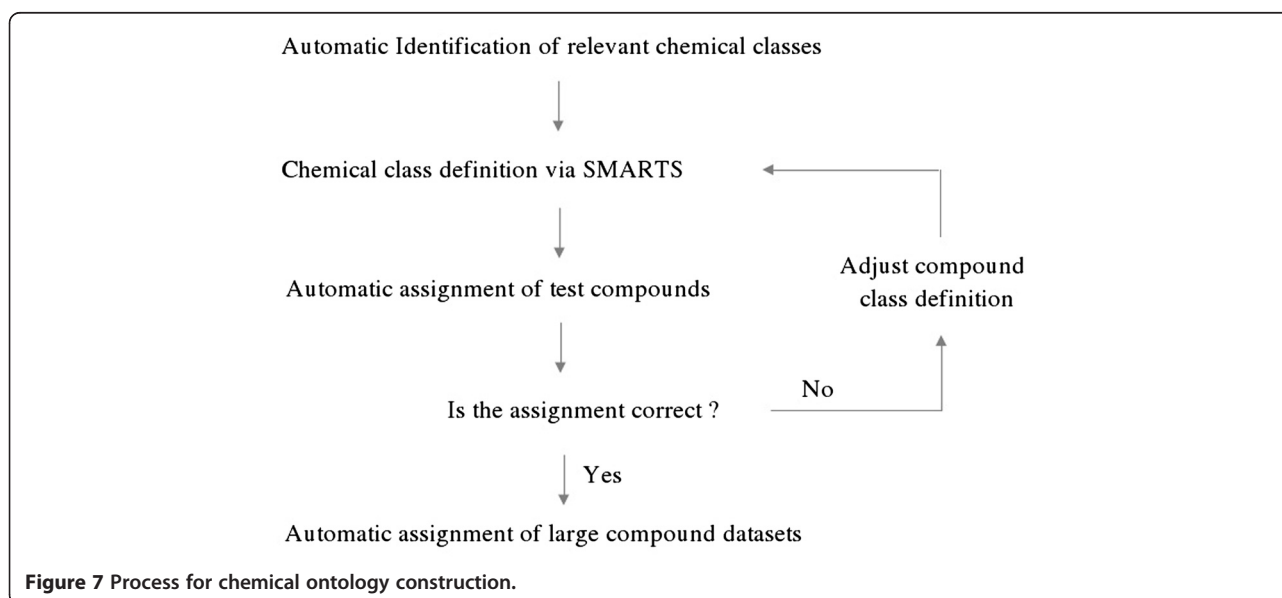 Automatic Identification of relevant chemical classes
Chemical class definition via SMARTS
Automatic assignment of test compounds
Adjust compound
class definition
Is the assignment correct ?
No
Yes
Automatic assignment of large compound datasets
Figure 7 Process for chemical ontology construction.